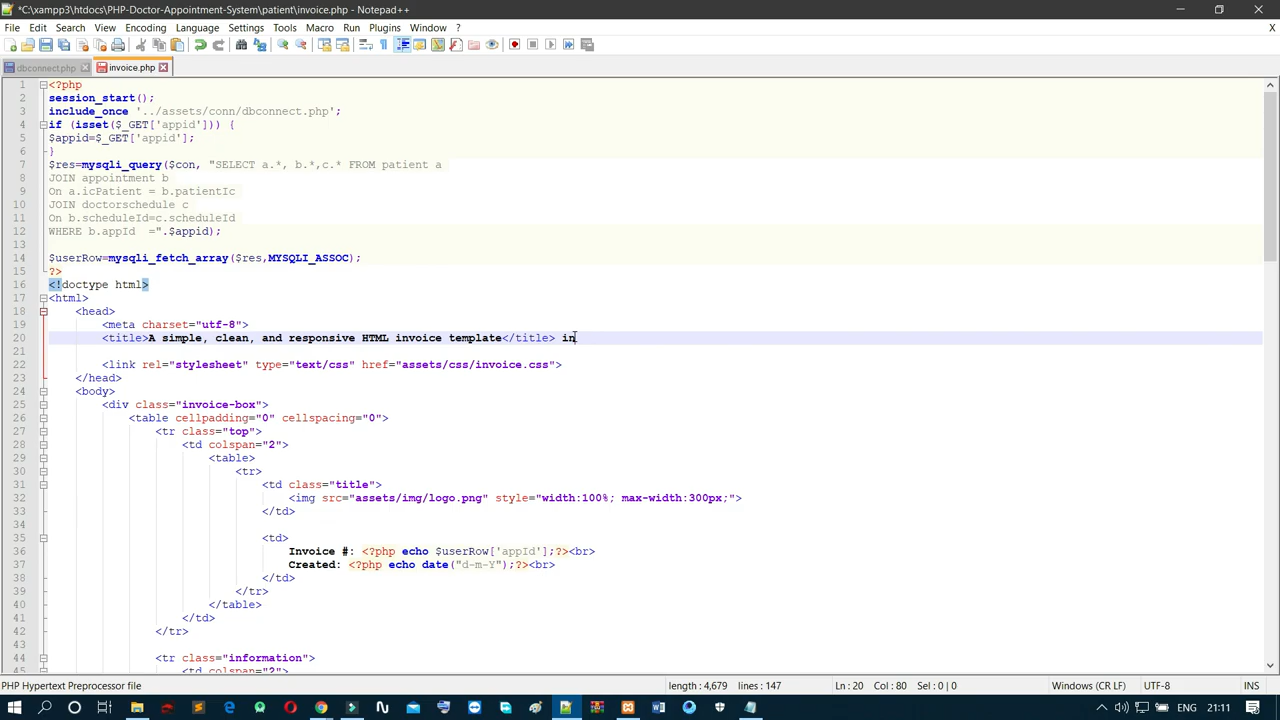 *C:\xampp3\htdocs\PHP-Doctor-Appointment-System\patient\invoice.php - Notepad++
File Edit Search View Encoding Language Settings Tools Macro Run Plugins Window ? X
dbconnect.php invoice.php
1 <?php
2 session_start();
3 include_once '../assets/conn/dbconnect.php';
4 if (isset($_GET['appid'])) {
5 $appid=$_GET['appid'];
6 }
7 $res=mysqli_query($con, "SELECT a.*, b.*,c.* FROM patient a
8 JOIN appointment b
9 On a.icPatient = b.patientIc
10 JOIN doctorschedule c
11 On b.scheduleId=c.scheduleId
12 WHERE b.appId  =".$appid);
13
14 $userRow=mysqli_fetch_array($res,MYSQLI_ASSOC);
15 ?>
16 <!doctype html>
17 <html>
18 <head>
19 <meta charset="utf-8">
20 <title>A simple, clean, and responsive HTML invoice template</title> in
21
22 <link rel="stylesheet" type="text/css" href="assets/css/invoice.css">
23 </head>
24 <body>
25 <div class="invoice-box">
26 <table cellpadding="0" cellspacing="0">
27 <tr class="top">
28 <td colspan="2">
29 <table>
30 <tr>
31 <td class="title">
32 <img src="assets/img/logo.png" style="width:100%; max-width:300px;">
33 </td>
34
35 <td>
36 Invoice #: <?php echo $userRow['appId'];?><br>
37 Created: <?php echo date("d-m-Y");?><br>
38 </td>
39 </tr>
40 </table>
41 </td>
42 </tr>
43
44 <tr class="information">
45 <td colspan="2">
PHP Hypertext Preprocessor file length : 4,679 lines : 147 Ln : 20 Col : 80 Sel : 0 | 0 Windows (CR LF) UTF-8 INS
ENG 21:11